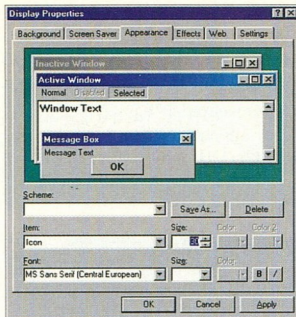 Display Properties
Background Screen Saver Appearance Effects Web Settings
Inactive Window
Active Window
Normal Disabled Selected
Window Text
Message Box
Message Text
OK
Scheme:
Save As... Delete
Item: Size: Color: Color 2:
Icon
Font: Size: Color:
MS Sans Serif (Central European) B /
OK Cancel Apply